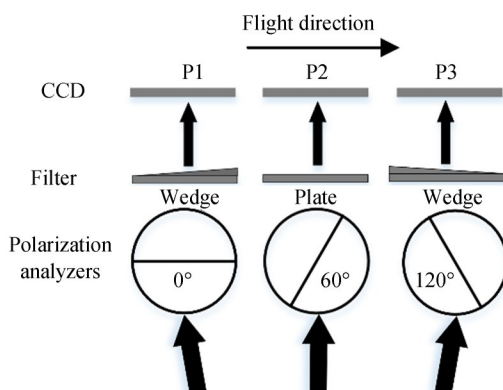 Flight direction
P1 P2 P3
CCD
Filter
Wedge Plate Wedge
Polarization
analyzers
0° 60° 120°